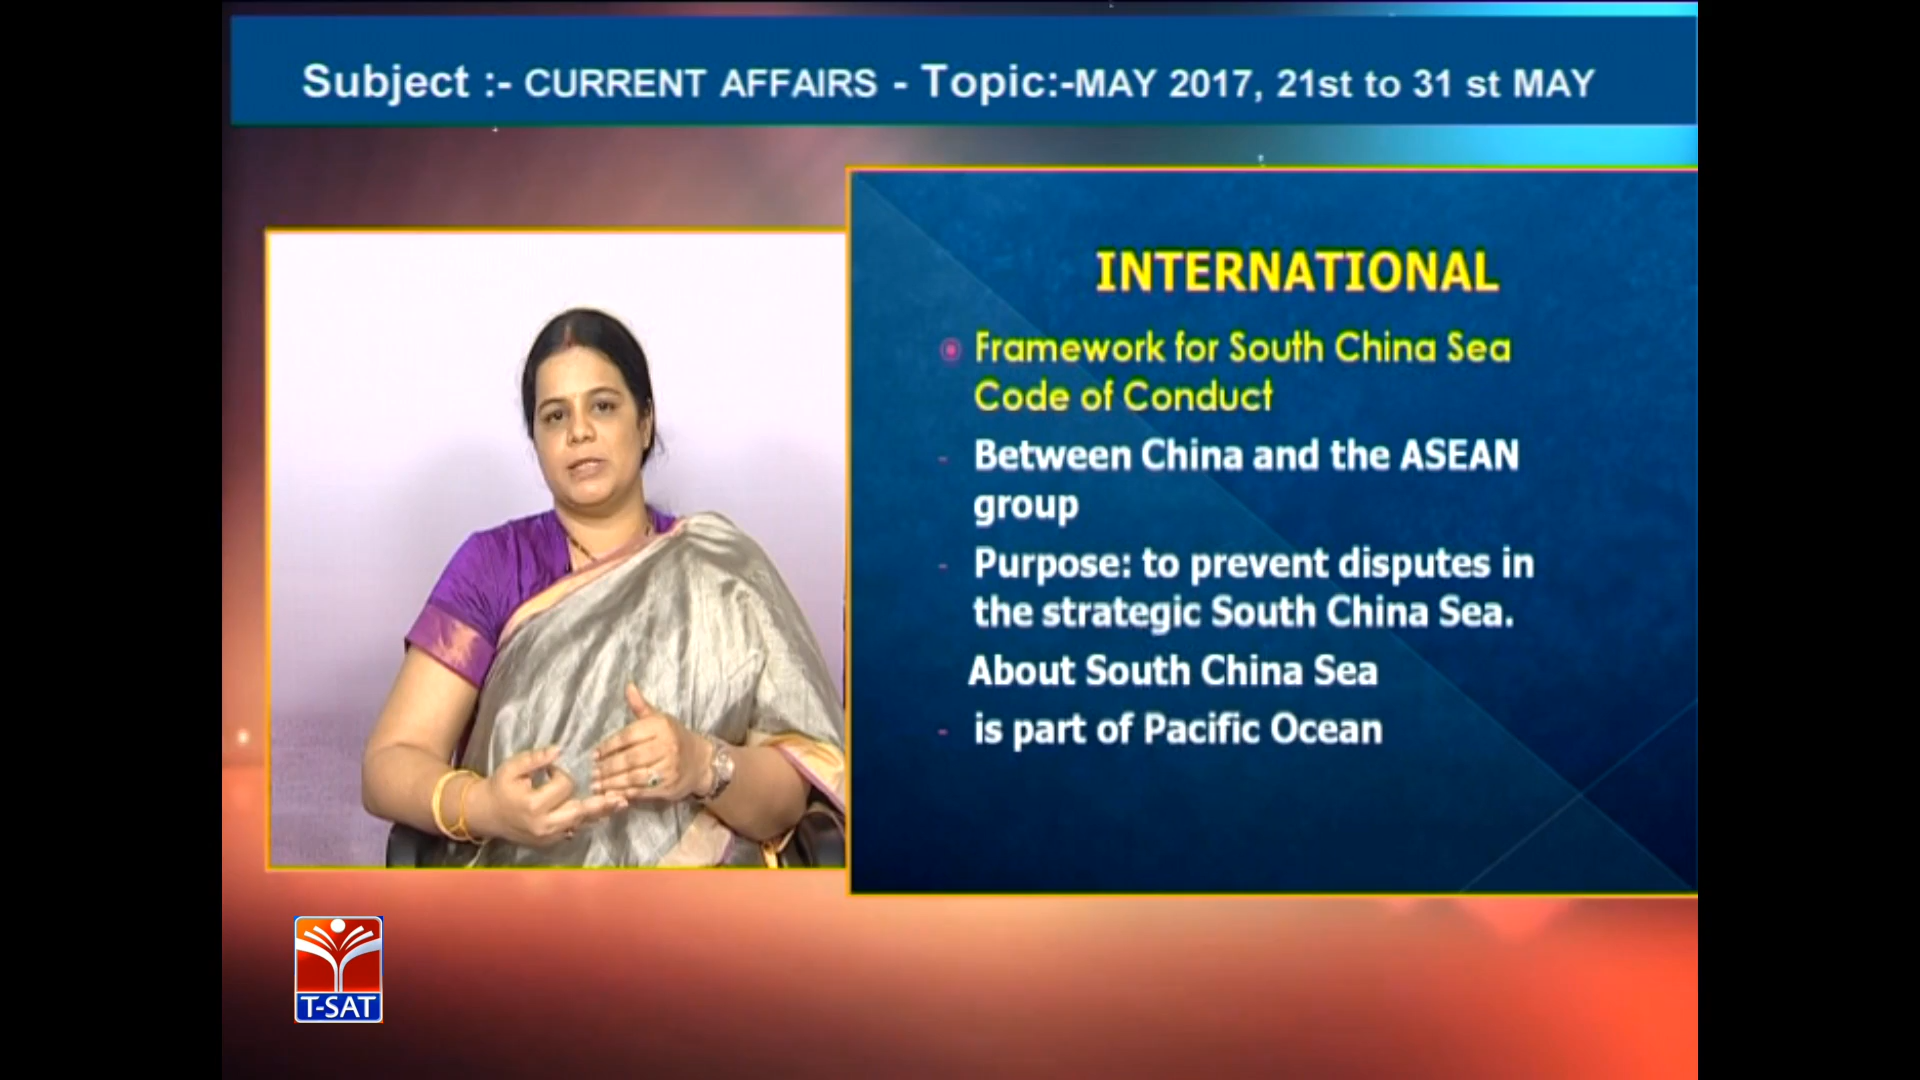 Subject :- CURRENT AFFAIRS - Topic:-MAY 2017, 21st to 31 st MAY
INTERNATIONAL
Framework for South China Sea
Code of Conduct
- Between China and the ASEAN
group
- Purpose: to prevent disputes in
the strategic South China Sea.
About South China Sea
- is part of Pacific Ocean
T-SAT